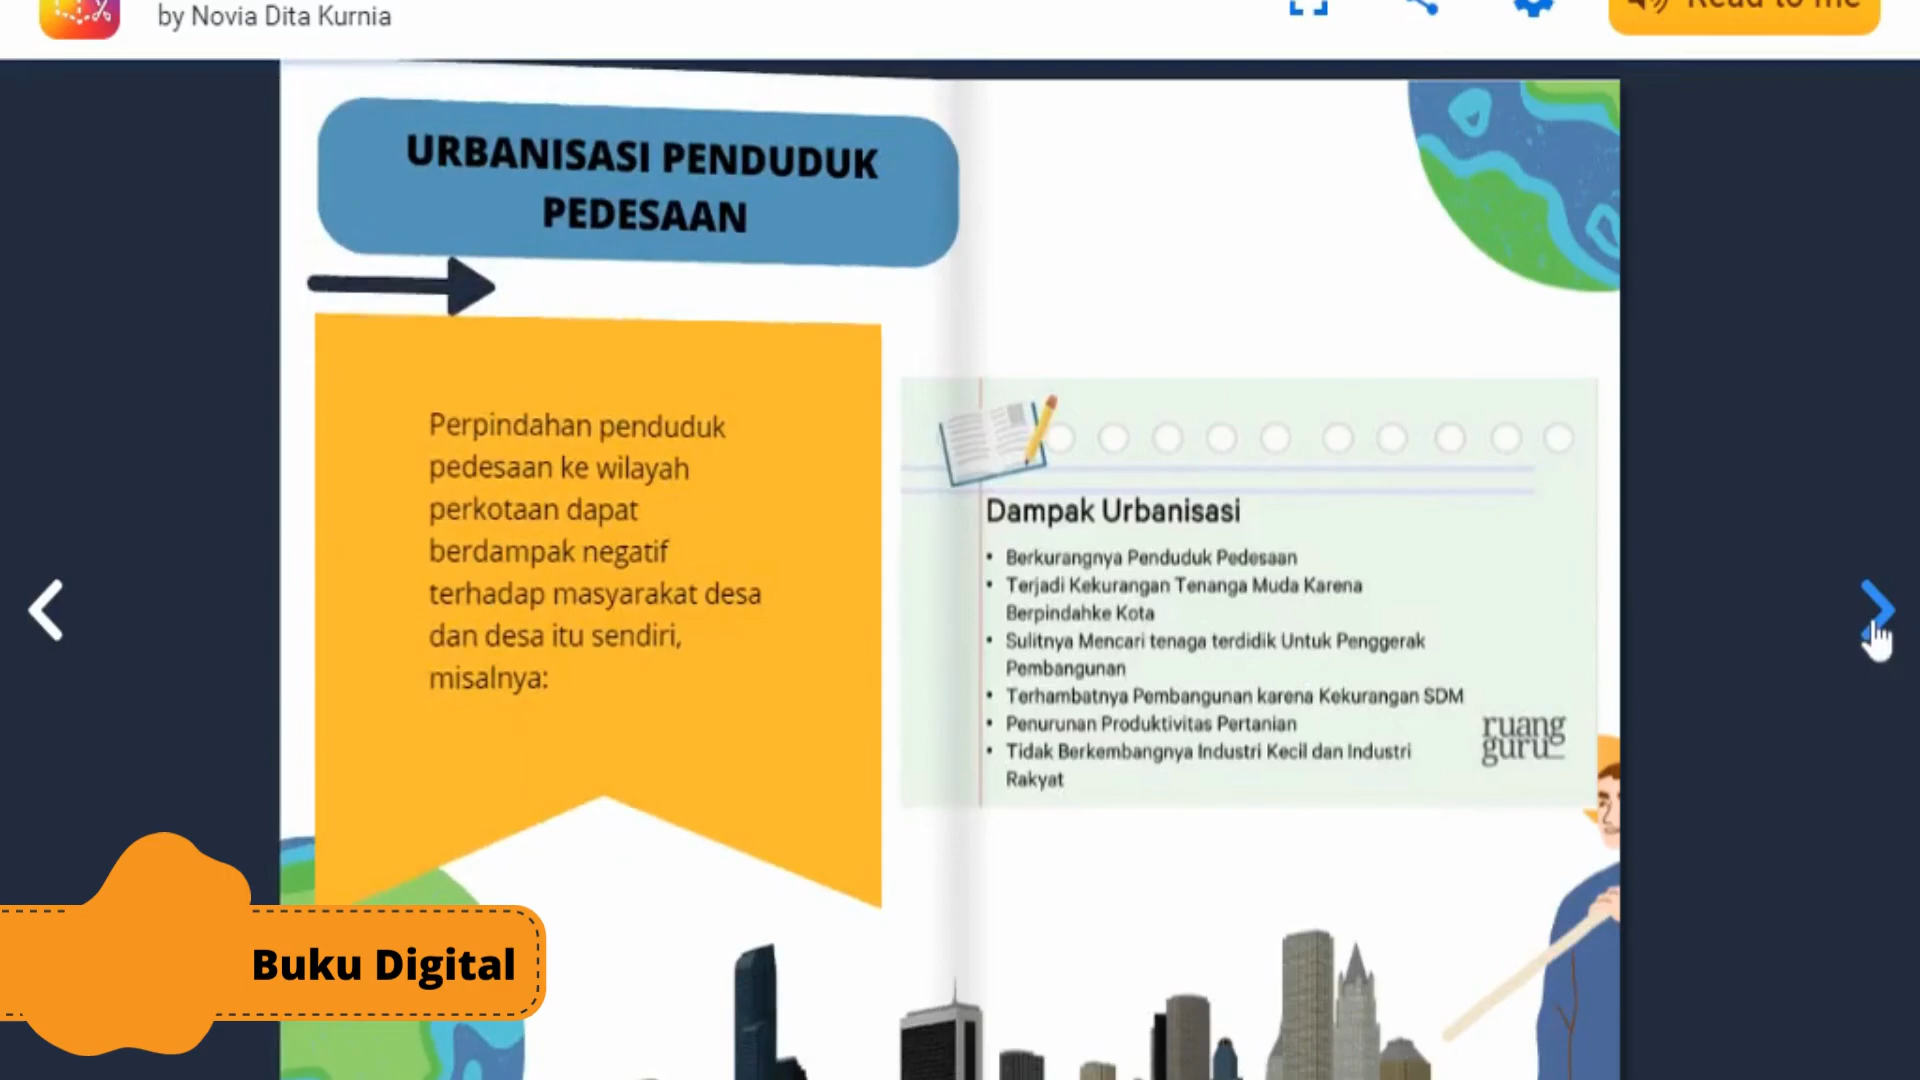 by Novia Dita Kurnia
Read to me
URBANISASI PENDUDUK
PEDESAAN
Perpindahan penduduk
pedesaan ke wilayah
perkotaan dapat
berdampak negatif
terhadap masyarakat desa
dan desa itu sendiri,
misalnya:
Dampak Urbanisasi
• Berkurangnya Penduduk Pedesaan
• Terjadi Kekurangan Tenanga Muda Karena
Berpindahke Kota
• Sulitnya Mencari tenaga terdidik Untuk Penggerak
Pembangunan
• Terhambatnya Pembangunan karena Kekurangan SDM
• Penurunan Produktivitas Pertanian
• Tidak Berkembangnya Industri Kecil dan Industri
Rakyat
ruang
guru
Buku Digital